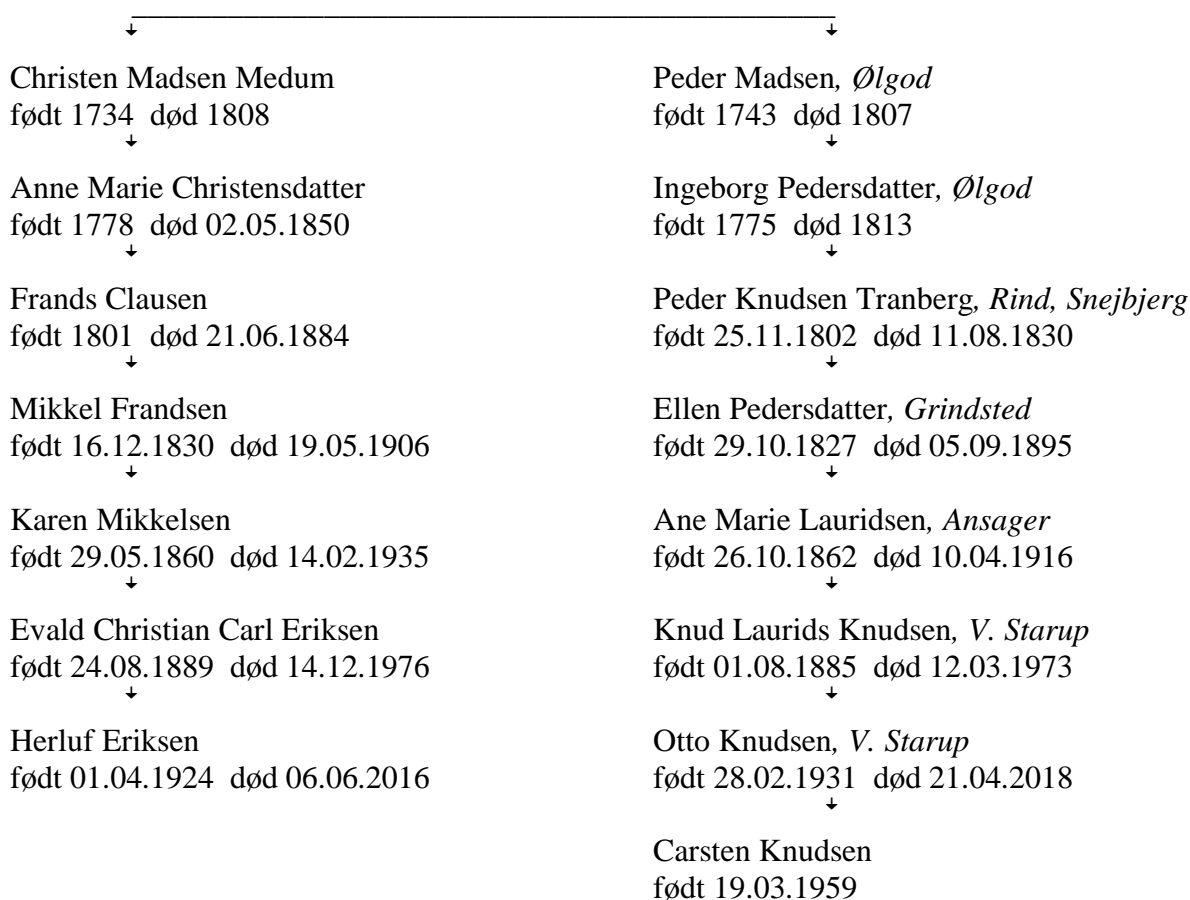 Christen Madsen Medum
født 1734 død 1808
Anne Marie Christensdatter
født 1778 død 02.05.1850
Frands Clausen
født 1801 død 21.06.1884
Mikkel Frandsen
født 16.12.1830 død 19.05.1906
Karen Mikkelsen
født 29.05.1860 død 14.02.1935
Evald Christian Carl Eriksen
født 24.08.1889 død 14.12.1976
Herluf Eriksen
født 01.04.1924 død 06.06.2016
Peder Madsen, Ølgod
født 1743 død 1807
Ingeborg Pedersdatter, Ølgod
født 1775 død 1813
Peder Knudsen Tranberg, Rind, Snejbjerg
født 25.11.1802 død 11.08.1830
Ellen Pedersdatter, Grindsted
født 29.10.1827 død 05.09.1895
Ane Marie Lauridsen, Ansager
født 26.10.1862 død 10.04.1916
Knud Laurids Knudsen, V. Starup
født 01.08.1885 død 12.03.1973
Otto Knudsen, V. Starup
født 28.02.1931 død 21.04.2018
Carsten Knudsen
født 19.03.1959